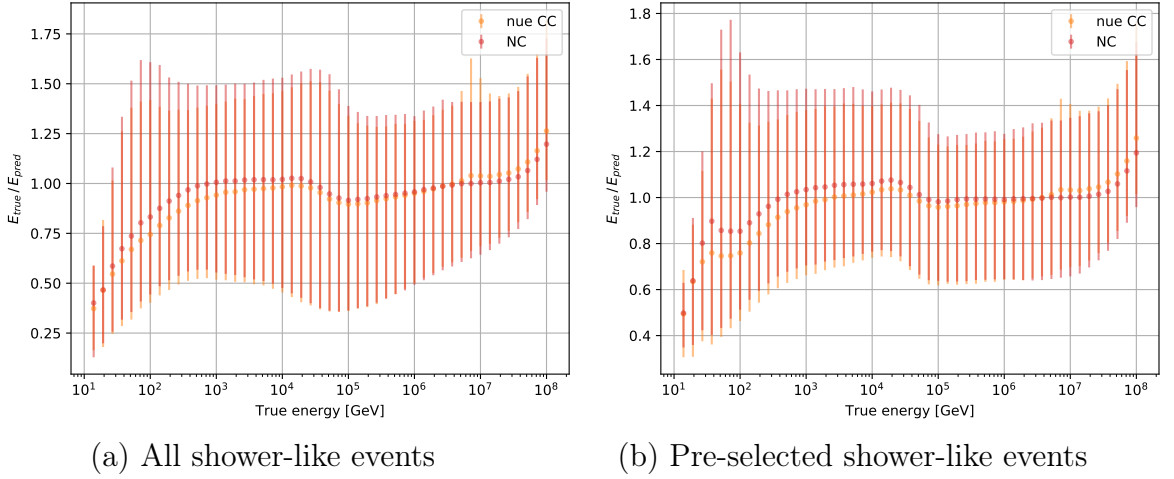 nue CC
NC
1.75
1.50
1.25
1.00
0.75
0.50
0.25
E_true / E_pred
10^1 10^2 10^3 10^4 10^5 10^6 10^7 10^8
True energy [GeV]
(a) All shower-like events
nue CC
NC
1.8
1.6
1.4
1.2
1.0
0.8
0.6
0.4
E_true / E_pred
10^1 10^2 10^3 10^4 10^5 10^6 10^7 10^8
True energy [GeV]
(b) Pre-selected shower-like events